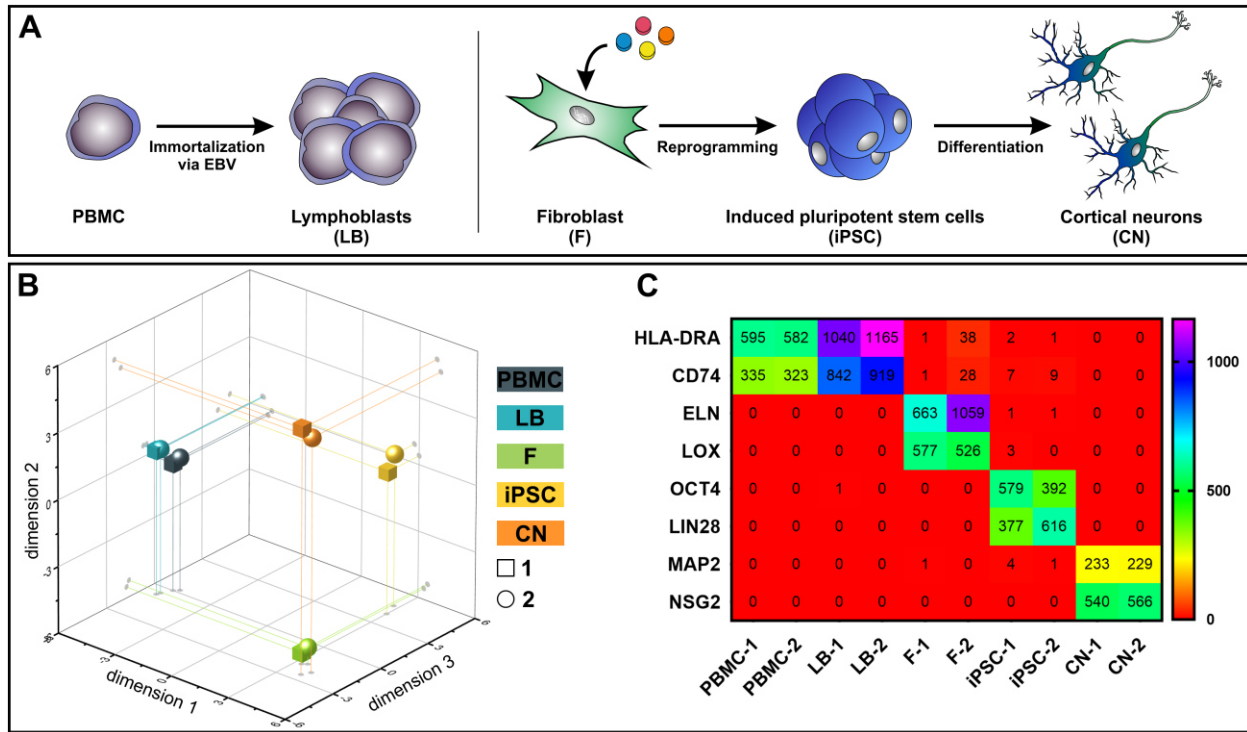 A
Immortalization
via EBV
Reprogramming
Differentiation
PBMC
Lymphoblasts
(LB)
Fibroblast
(F)
Induced pluripotent stem cells
(iPSC)
Cortical neurons
(CN)
B
6
3
0
-3
dimension 2
dimension 1
dimension 3
PBMC
LB
F
iPSC
CN
1
2
C
HLA-DRA 595 582 1040 1165 1 38 2 1 0 0
CD74 335 323 842 919 1 28 7 9 0 0
ELN 0 0 0 0 663 1059 1 1 0 0
LOX 0 0 0 0 577 526 3 0 0 0
OCT4 0 0 1 0 0 0 579 392 0 0
LIN28 0 0 0 0 0 0 377 616 0 0
MAP2 0 0 0 0 1 0 4 1 233 229
NSG2 0 0 0 0 0 0 0 0 540 566
PBMC-1 PBMC-2 LB-1 LB-2 F-1 F-2 iPSC-1 iPSC-2 CN-1 CN-2
1000
500
0